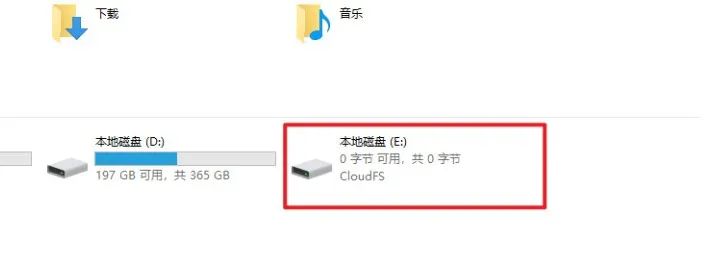 下载
音乐
本地磁盘 (D:)
197 GB 可用，共 365 GB
本地磁盘 (E:)
0 字节 可用，共 0 字节
CloudFS